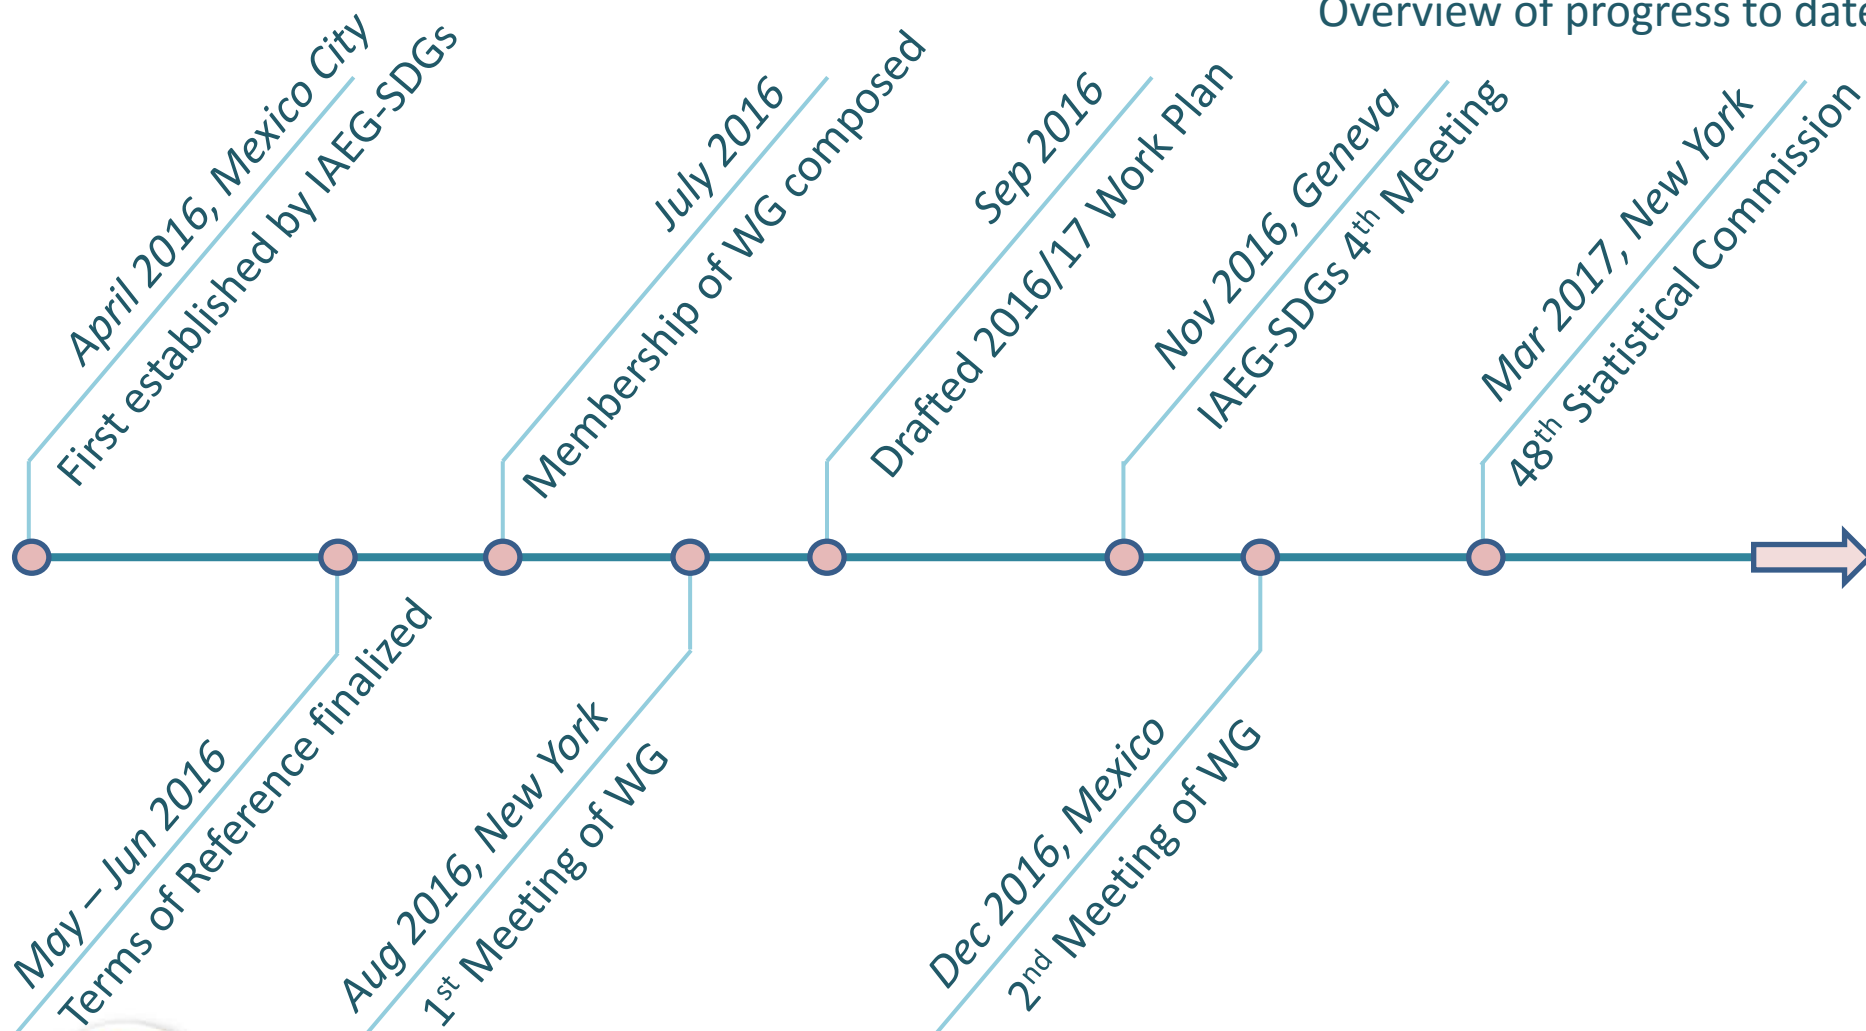 Overview of progress to date
April 2016, Mexico City
First established by IAEG-SDGs
May – Jun 2016
Terms of Reference finalized
July 2016
Membership of WG composed
Aug 2016, New York
1st Meeting of WG
Sep 2016
Drafted 2016/17 Work Plan
Nov 2016, Geneva
IAEG-SDGs 4th Meeting
Dec 2016, Mexico
2nd Meeting of WG
Mar 2017, New York
48th Statistical Commission